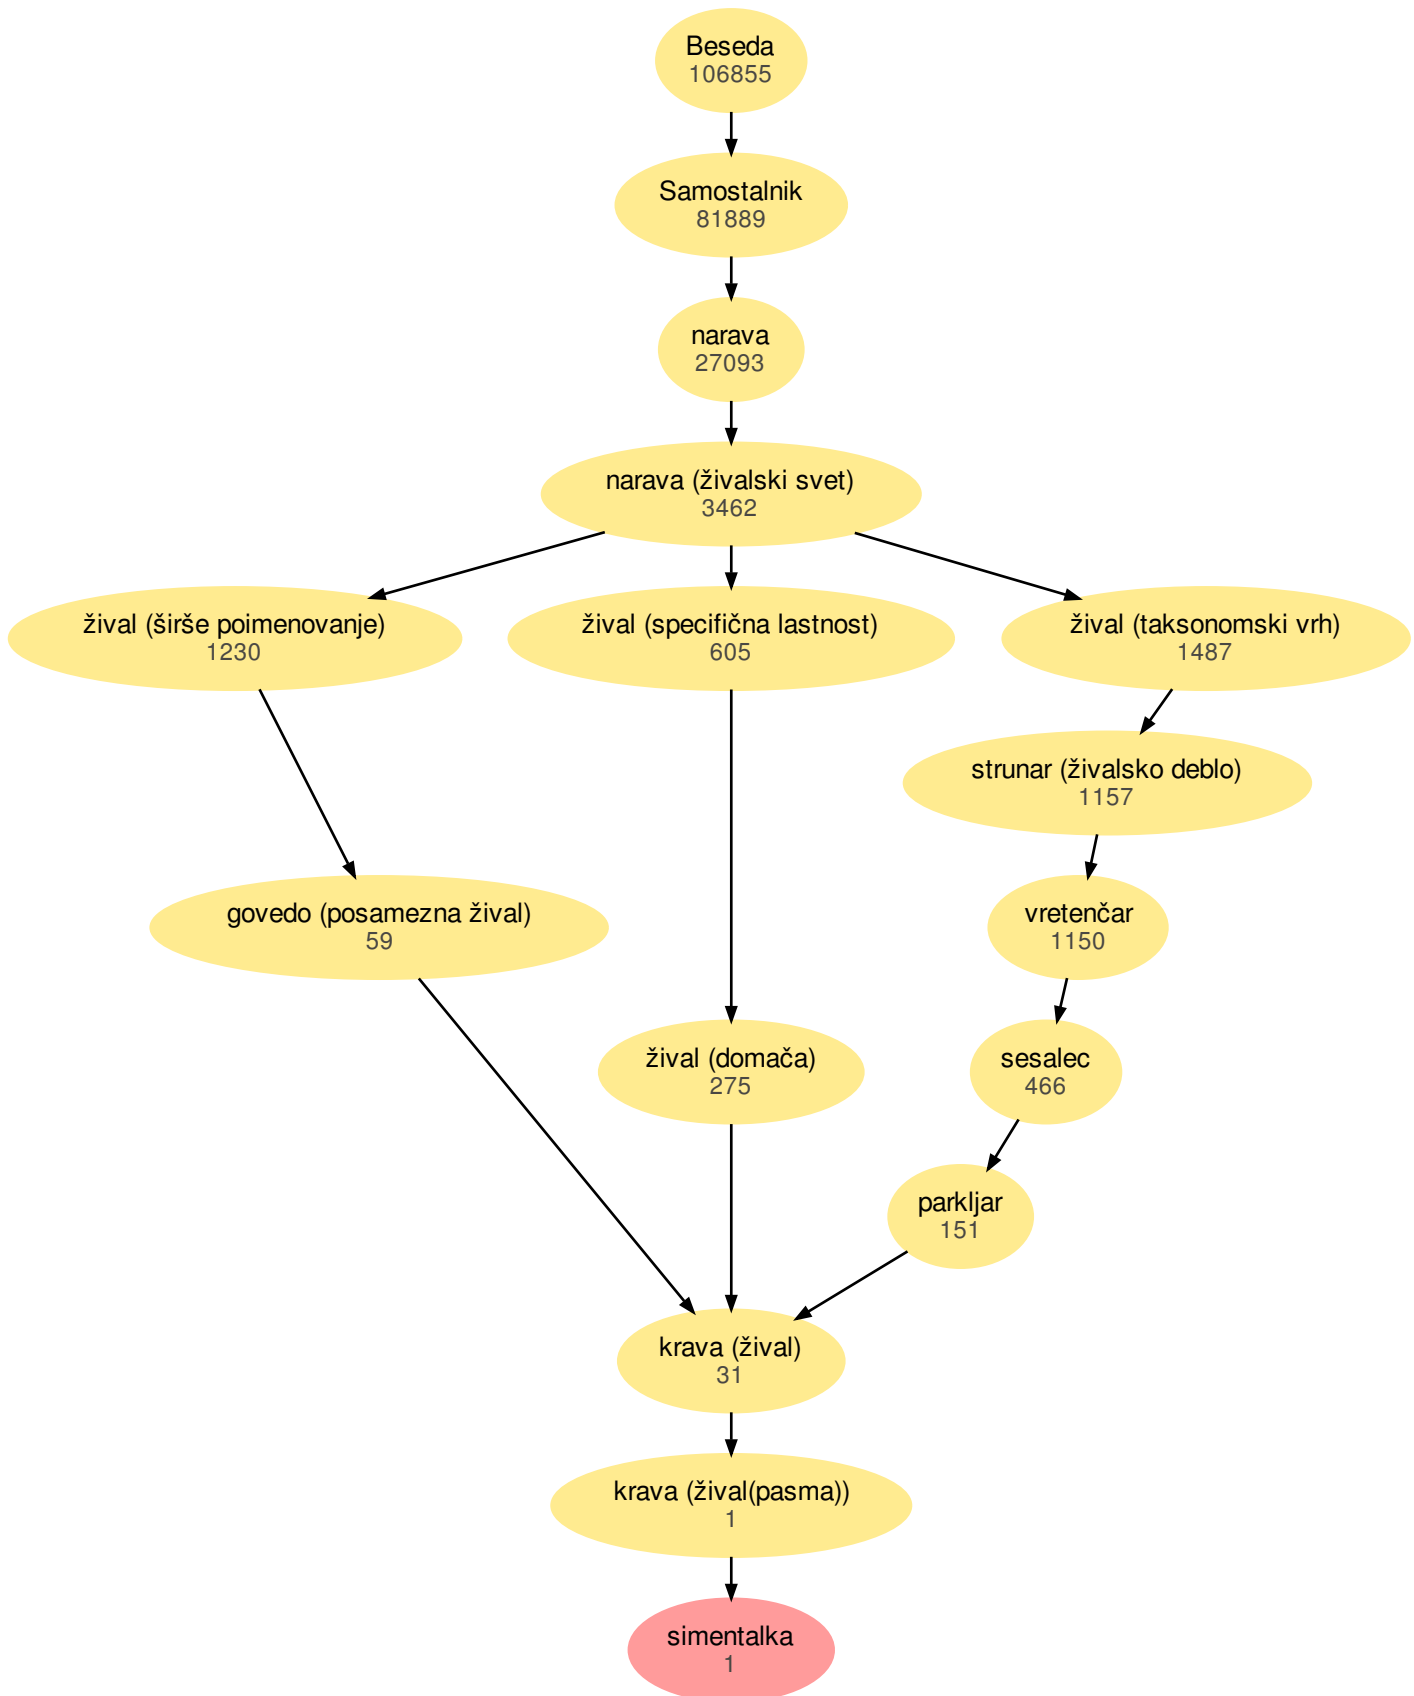 Beseda
106855
Samostalnik
81889
narava
27093
narava (živalski svet)
3462
žival (širše poimenovanje)
1230
žival (specifična lastnost)
605
žival (taksonomski vrh)
1487
strunar (živalsko deblo)
1157
govedo (posamezna žival)
59
vretenčar
1150
žival (domača)
275
sesalec
466
parkljar
151
krava (žival)
31
krava (žival(pasma))
1
simentalka
1